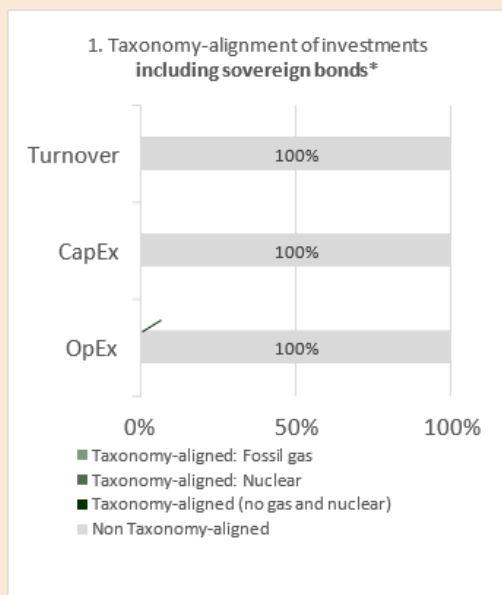 1. Taxonomy-alignment of investments
including sovereign bonds*
Turnover
100%
CapEx
100%
OpEx
100%
0%
50%
100%
Taxonomy-aligned: Fossil gas
Taxonomy-aligned: Nuclear
Taxonomy-aligned (no gas and nuclear)
Non Taxonomy-aligned